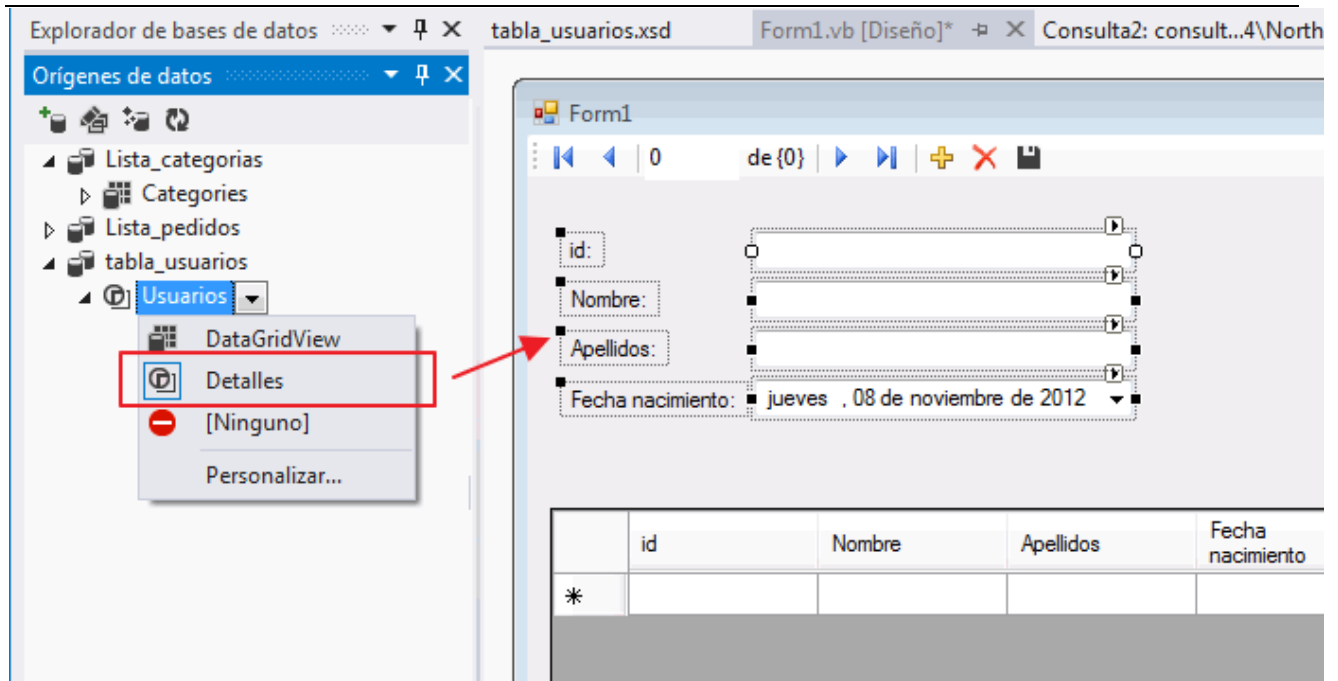 Explorador de bases de datos
tabla_usuarios.xsd
Form1.vb [Diseño]*
Consulta2: consult...4\North
Orígenes de datos
Lista_categorias
Categories
Lista_pedidos
tabla_usuarios
Usuarios
DataGridView
Detalles
[Ninguno]
Personalizar...
Form1
0 de {0}
id:
Nombre:
Apellidos:
Fecha nacimiento: jueves , 08 de noviembre de 2012
id Nombre Apellidos Fecha nacimiento